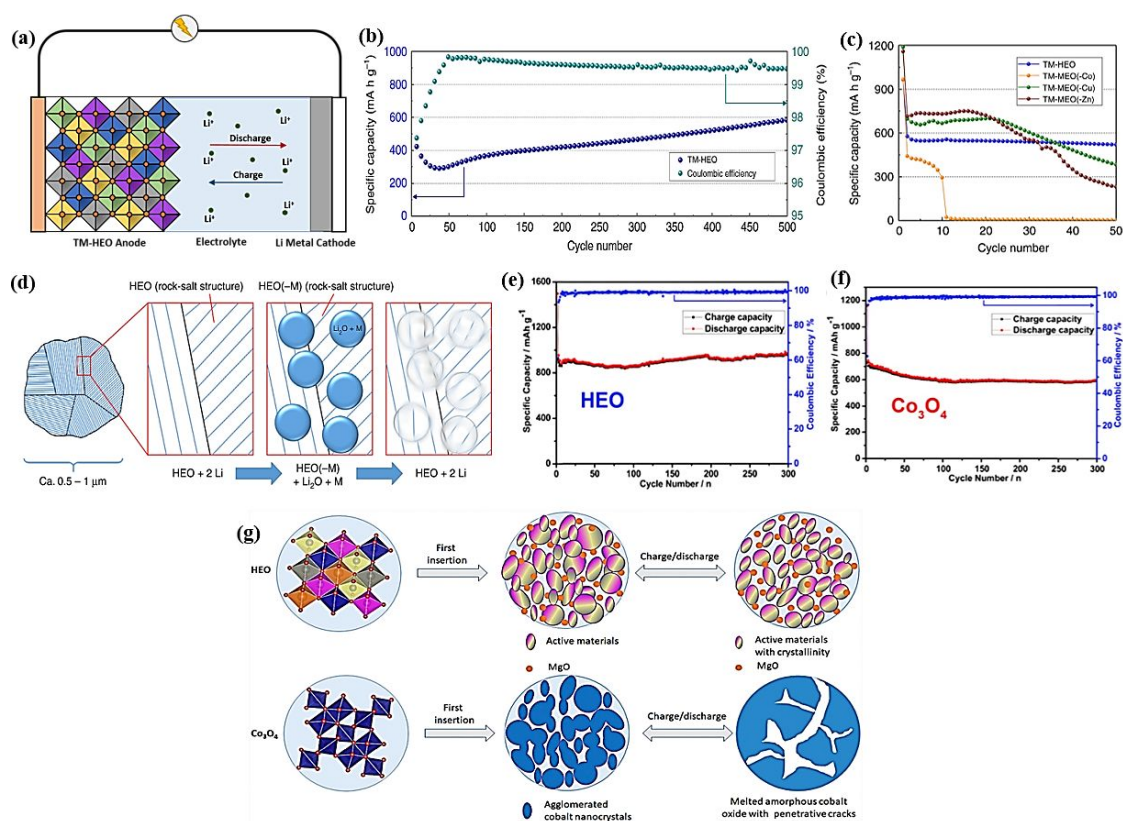 (a)
Li⁺
Li⁺
Discharge
Li⁺
Li⁺
Charge
Li⁺
Li⁺
Li⁺
TM-HEO Anode
Electrolyte
Li Metal Cathode
(b)
Specific capacity (mA h g⁻¹)
1000
800
600
400
200
0
TM-HEO
Coulombic efficiency
0
50
100
150
200
250
300
350
400
450
500
Cycle number
100
99
98
97
96
95
Coulombic efficiency (%)
(c)
Specific capacity (mA h g⁻¹)
1200
900
600
300
0
TM-HEO
TM-MEO(-Co)
TM-MEO(-Cu)
TM-MEO(-Zn)
0
10
20
30
40
50
Cycle number
(d)
HEO (rock-salt structure)
HEO(–M) (rock-salt structure)
Li₂O + M
Ca. 0.5 – 1 μm
HEO + 2 Li
HEO(–M)
+ Li₂O + M
HEO + 2 Li
(e)
Specific Capacity / mAh g⁻¹
1600
1200
800
400
0
Charge capacity
Discharge capacity
HEO
0
50
100
150
200
250
300
Cycle Number / n
100
80
60
40
20
0
Coulombic Efficiency / %
(f)
Specific Capacity / mAh g⁻¹
1200
1000
800
600
400
200
0
Charge capacity
Discharge capacity
Co₃O₄
0
50
100
150
200
250
300
Cycle Number / n
100
80
60
40
20
0
Coulombic Efficiency / %
(g)
HEO
First
insertion
Charge/discharge
Active materials
MgO
Active materials
with crystallinity
MgO
Co₃O₄
First
insertion
Charge/discharge
Agglomerated
cobalt nanocrystals
Melted amorphous cobalt
oxide with penetrative cracks